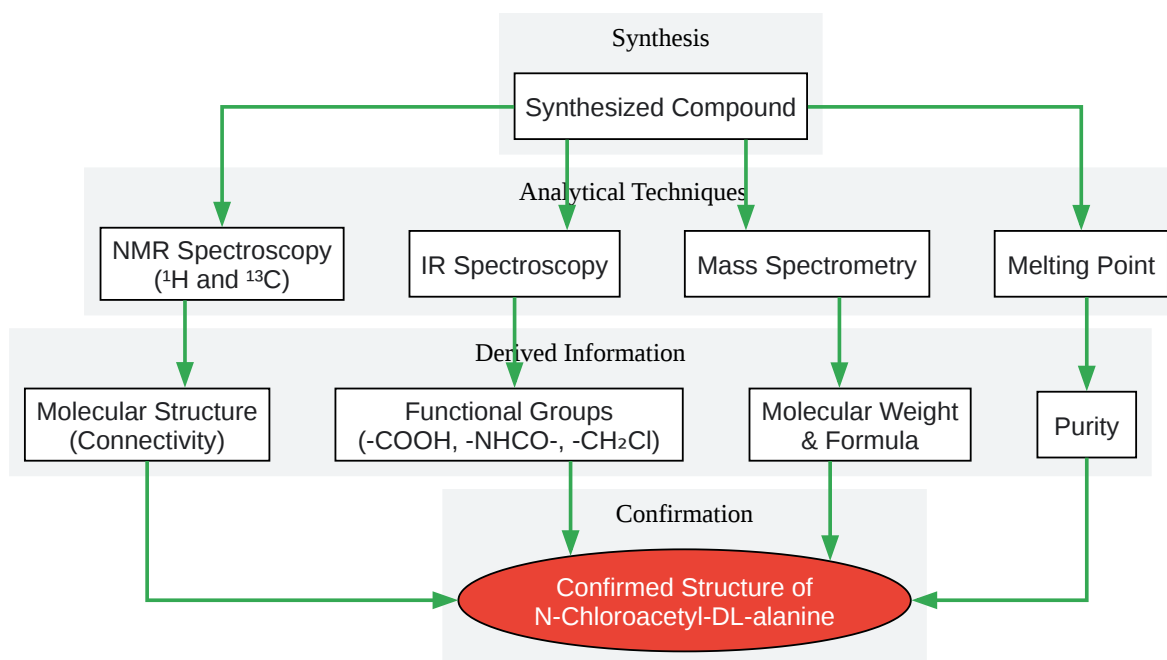 Synthesis
Synthesized Compound
Analytical Techniques
NMR Spectroscopy
(¹H and ¹³C)
IR Spectroscopy
Mass Spectrometry
Melting Point
Derived Information
Molecular Structure
(Connectivity)
Functional Groups
(-COOH, -NHCO-, -CH₂Cl)
Molecular Weight
& Formula
Purity
Confirmation
Confirmed Structure of
N-Chloroacetyl-DL-alanine